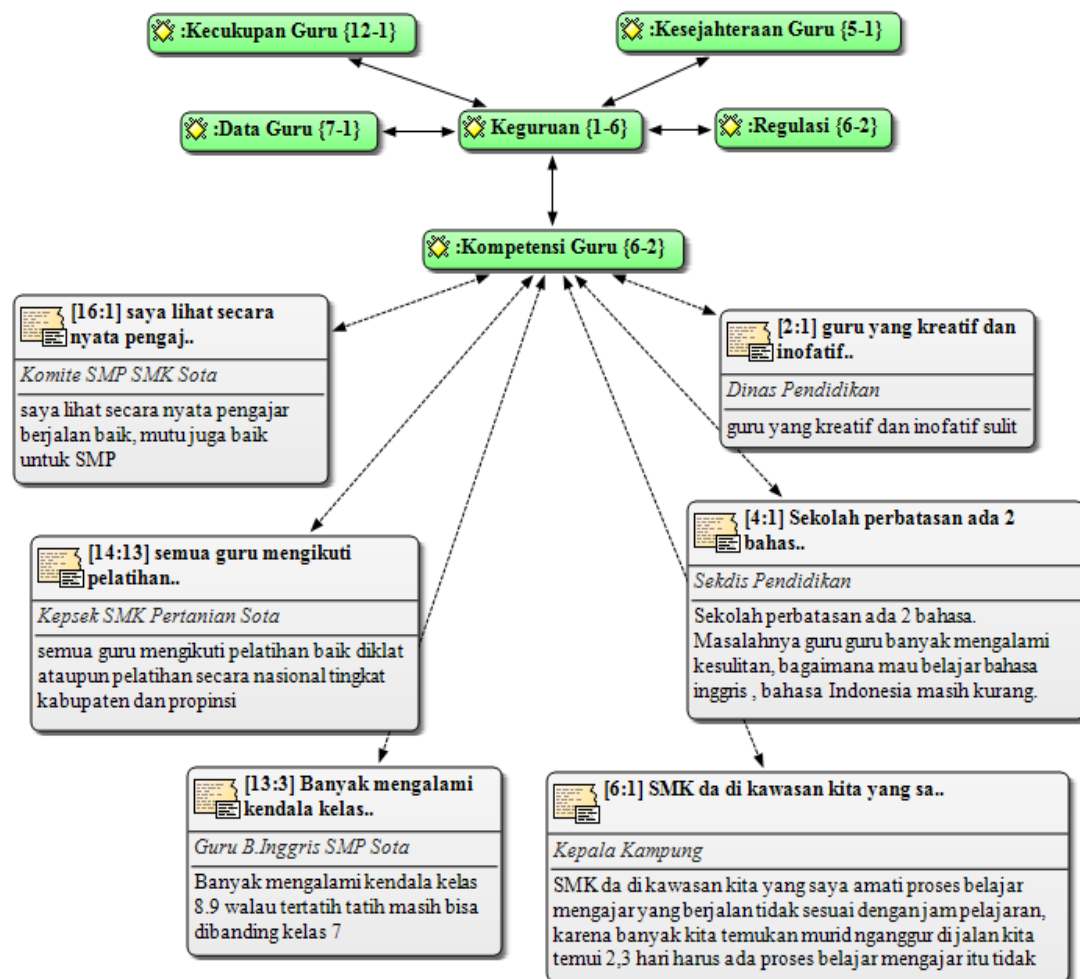 :Kecukupan Guru {12-1}
:Kesejahteraan Guru {5-1}
:Data Guru {7-1}
Keguruan {1-6}
:Regulasi {6-2}
:Kompetensi Guru {6-2}
[16:1] saya lihat secara
nyata pengaj..
Komite SMP SMK Sota
saya lihat secara nyata pengajar
berjalan baik, mutu juga baik
untuk SMP
[2:1] guru yang kreatif dan
inofatif..
Dinas Pendidikan
guru yang kreatif dan inofatif sulit
[14:13] semua guru mengikuti
pelatihan..
Kepsek SMK Pertanian Sota
semua guru mengikuti pelatihan baik diklat
ataupun pelatihan secara nasional tingkat
kabupaten dan propinsi
[4:1] Sekolah perbatasan ada 2
bahas..
Sekdis Pendidikan
Sekolah perbatasan ada 2 bahasa.
Masalahnya guru guru banyak mengalami
kesulitan, bagaimana mau belajar bahasa
inggris , bahasa Indonesia masih kurang.
[13:3] Banyak mengalami
kendala kelas..
Guru B.Inggris SMP Sota
Banyak mengalami kendala kelas
8.9 walau tertatih tatih masih bisa
dibanding kelas 7
[6:1] SMK da di kawasan kita yang sa..
Kepala Kampung
SMK da di kawasan kita yang saya amati proses belajar
mengajar yang berjalan tidak sesuai dengan jam pelajaran,
karena banyak kita temukan murid nganggur di jalan kita
temui 2,3 hari harus ada proses belajar mengajar itu tidak